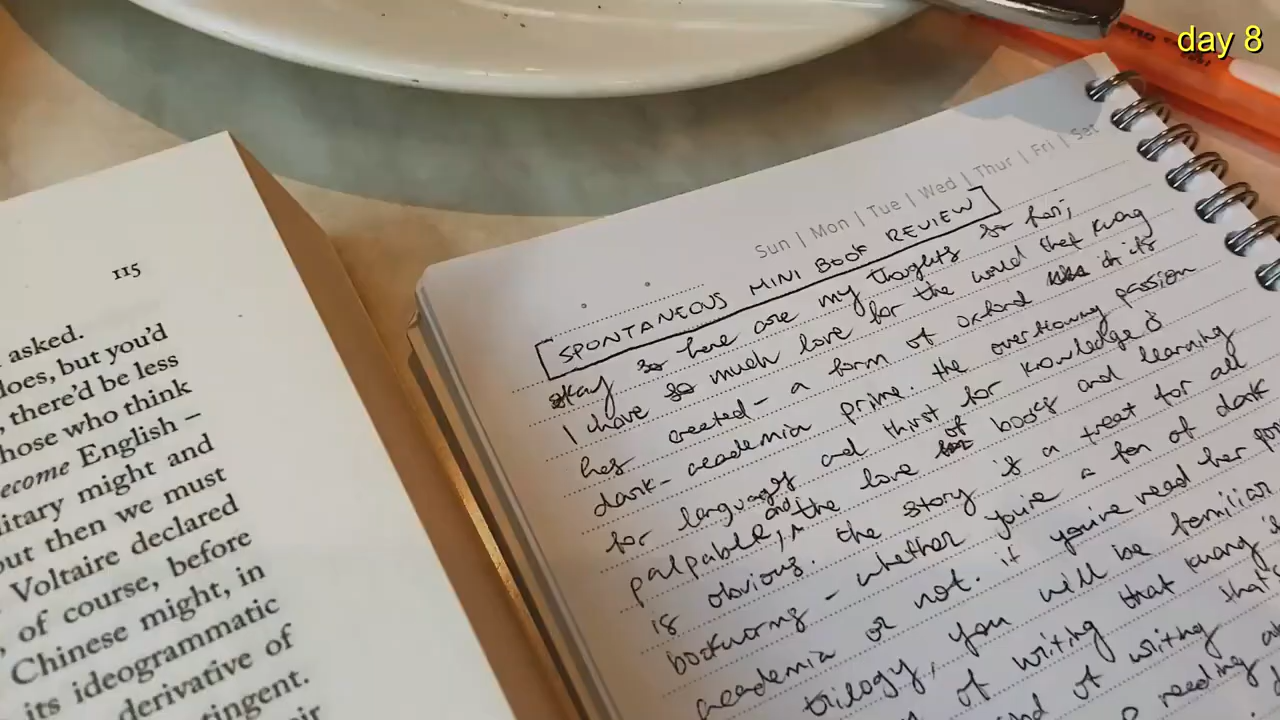 day 8
115
asked.
does, but you'd
, there'd be less
those who think
ecome English –
litary might and
but then we must
Voltaire declared
, of course, before
Chinese might, in
its ideogrammatic
derivative of
tingent.
Sun | Mon | Tue | Wed | Thur | Fri | Sat
SPONTANEOUS MINI BOOK REVIEW
okay so here are my thoughts so far;
I have so much love for the world that Kuang
has created – a form of Oxford in its
dark-academia prime. the overflowing passion
for languages and thirst for knowledge is
palpable, and the love of books and learning
is obvious. the story is a treat for all
bookworms – whether you're a fan of dark
academia or not. if you've read her
trilogy, you will be familiar
of writing that Kuang's
of writing that's
reading